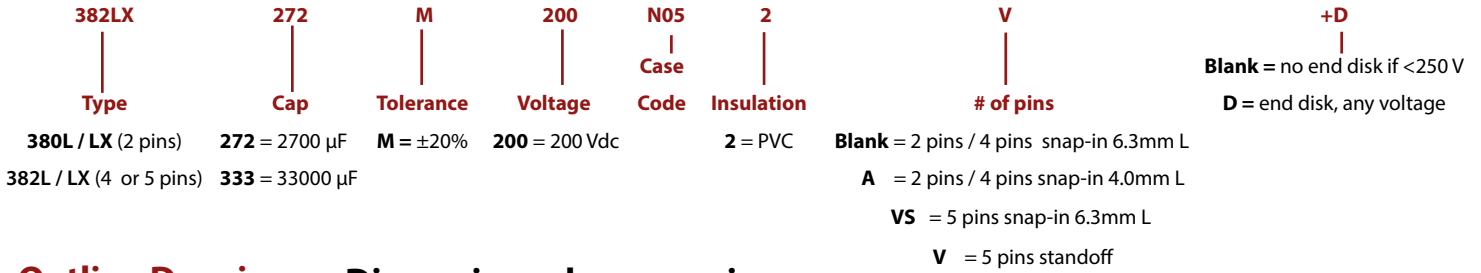 382LX 272 M 200 N05 2 V +D
Case
Blank = no end disk if <250 V
Type Cap Tolerance Voltage Code Insulation # of pins D = end disk, any voltage
380L / LX (2 pins) 272 = 2700 µF M = ±20% 200 = 200 Vdc 2 = PVC Blank = 2 pins / 4 pins snap-in 6.3mm L
382L / LX (4 or 5 pins) 333 = 33000 µF A = 2 pins / 4 pins snap-in 4.0mm L
VS = 5 pins snap-in 6.3mm L
V = 5 pins standoff